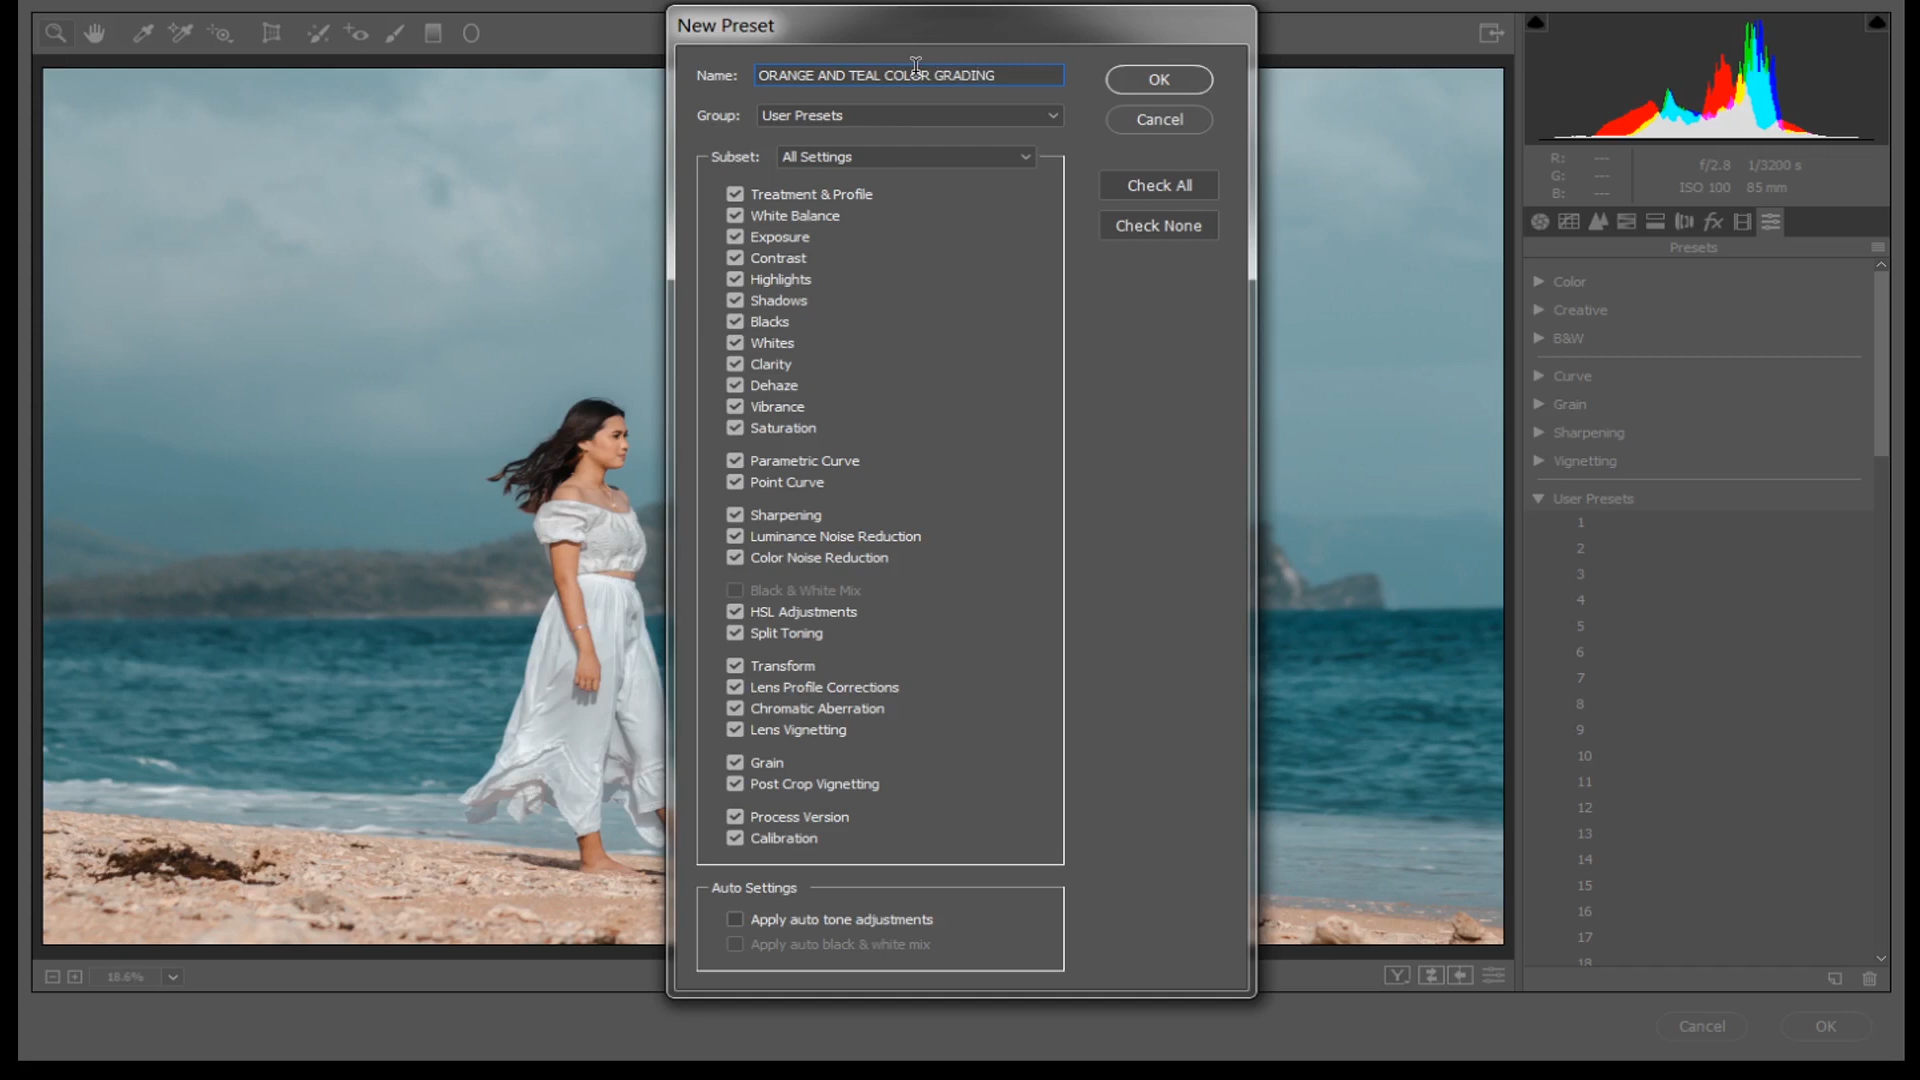 New Preset
Name: ORANGE AND TEAL COLOR GRADING
OK
Group: User Presets
Cancel
Subset: All Settings
Check All
Check None
Treatment & Profile
White Balance
Exposure
Contrast
Highlights
Shadows
Blacks
Whites
Clarity
Dehaze
Vibrance
Saturation
Parametric Curve
Point Curve
Sharpening
Luminance Noise Reduction
Color Noise Reduction
Black & White Mix
HSL Adjustments
Split Toning
Transform
Lens Profile Corrections
Chromatic Aberration
Lens Vignetting
Grain
Post Crop Vignetting
Process Version
Calibration
Auto Settings
Apply auto tone adjustments
Apply auto black & white mix
R: ---
G: ---
B: ---
f/2.8 1/3200 s
ISO 100 85 mm
fx
Presets
Color
Creative
B&W
Curve
Grain
Sharpening
Vignetting
User Presets
1
2
3
4
5
6
7
8
9
10
11
12
13
14
15
16
17
18
18.6%
Y
Cancel
OK